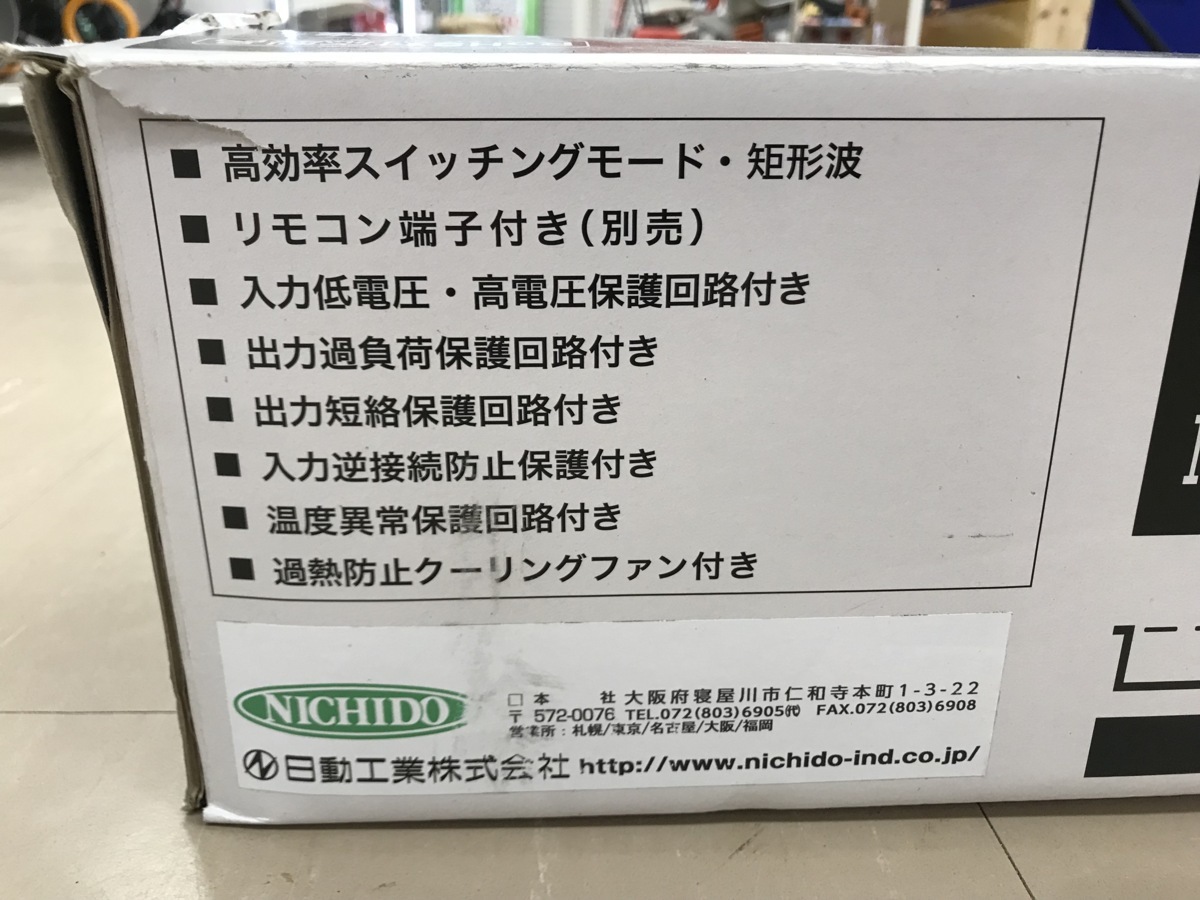 ■ 高効率スイッチングモード・矩形波
■ リモコン端子付き(別売)
■ 入力低電圧・高電圧保護回路付き
■ 出力過負荷保護回路付き
■ 出力短絡保護回路付き
■ 入力逆接続防止保護付き
■ 温度異常保護回路付き
■ 過熱防止クーリングファン付き
NICHIDO
□ 本 社 大阪府寝屋川市仁和寺本町1-3-22
〒 572-0076 TEL.072(803)6905㈹ FAX.072(803)6908
営業所：札幌/東京/名古屋/大阪/福岡
日動工業株式会社 http://www.nichido-ind.co.jp/